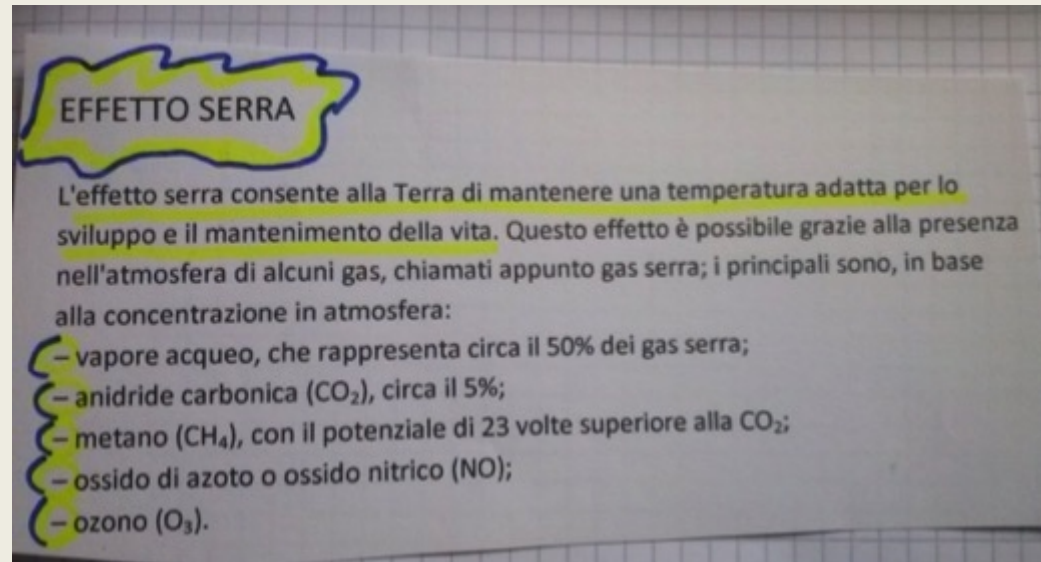 EFFETTO SERRA
L'effetto serra consente alla Terra di mantenere una temperatura adatta per lo
sviluppo e il mantenimento della vita. Questo effetto è possibile grazie alla presenza
nell'atmosfera di alcuni gas, chiamati appunto gas serra; i principali sono, in base
alla concentrazione in atmosfera:
– vapore acqueo, che rappresenta circa il 50% dei gas serra;
– anidride carbonica (CO₂), circa il 5%;
– metano (CH₄), con il potenziale di 23 volte superiore alla CO₂;
– ossido di azoto o ossido nitrico (NO);
– ozono (O₃).